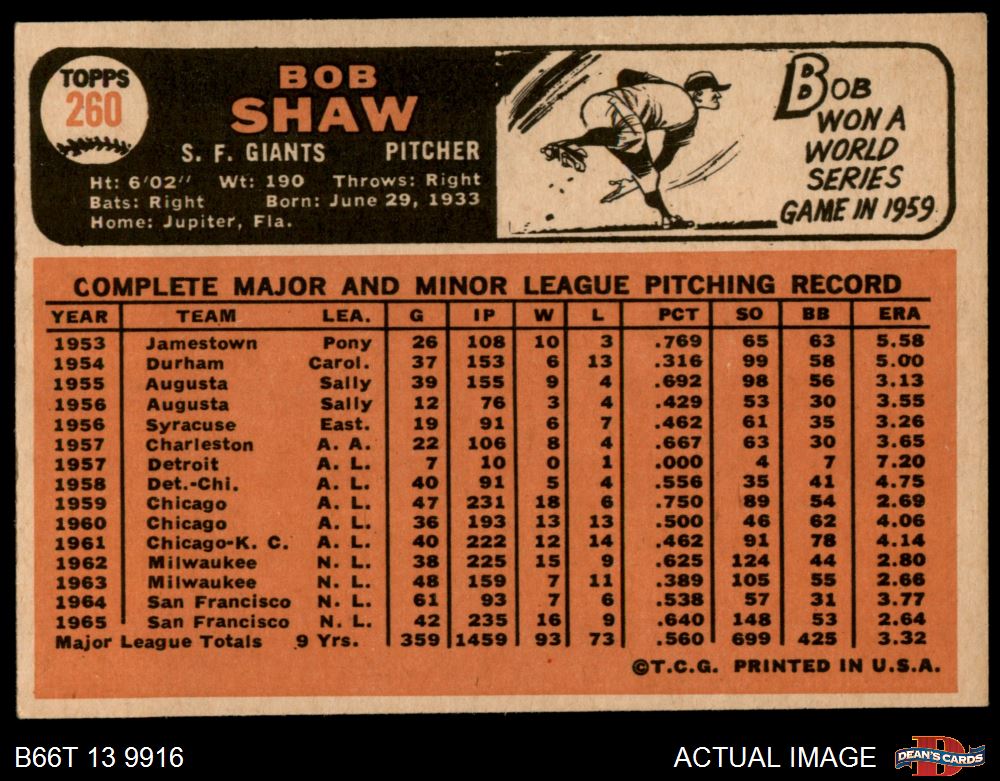 TOPPS
260
BOB
SHAW
S. F. GIANTS PITCHER
Ht: 6'02" Wt: 190 Throws: Right
Bats: Right Born: June 29, 1933
Home: Jupiter, Fla.
BOB
WON A
WORLD
SERIES
GAME IN 1959
COMPLETE MAJOR AND MINOR LEAGUE PITCHING RECORD
YEAR TEAM LEA. G IP W L PCT SO BB ERA
1953 Jamestown Pony 26 108 10 3 .769 65 63 5.58
1954 Durham Carol. 37 153 6 13 .316 99 58 5.00
1955 Augusta Sally 39 155 9 4 .692 98 56 3.13
1956 Augusta Sally 12 76 3 4 .429 53 30 3.55
1956 Syracuse East. 19 91 6 7 .462 61 35 3.26
1957 Charleston A. A. 22 106 8 4 .667 63 30 3.65
1957 Detroit A. L. 7 10 0 1 .000 4 7 7.20
1958 Det.-Chi. A. L. 40 91 5 4 .556 35 41 4.75
1959 Chicago A. L. 47 231 18 6 .750 89 54 2.69
1960 Chicago A. L. 36 193 13 13 .500 46 62 4.06
1961 Chicago-K. C. A. L. 40 222 12 14 .462 91 78 4.14
1962 Milwaukee N. L. 38 225 15 9 .625 124 44 2.80
1963 Milwaukee N. L. 48 159 7 11 .389 105 55 2.66
1964 San Francisco N. L. 61 93 7 6 .538 57 31 3.77
1965 San Francisco N. L. 42 235 16 9 .640 148 53 2.64
Major League Totals 9 Yrs. 359 1459 93 73 .560 699 425 3.32
©T.C.G. PRINTED IN U.S.A.
B66T 13 9916 ACTUAL IMAGE
D
DEAN'S CARDS